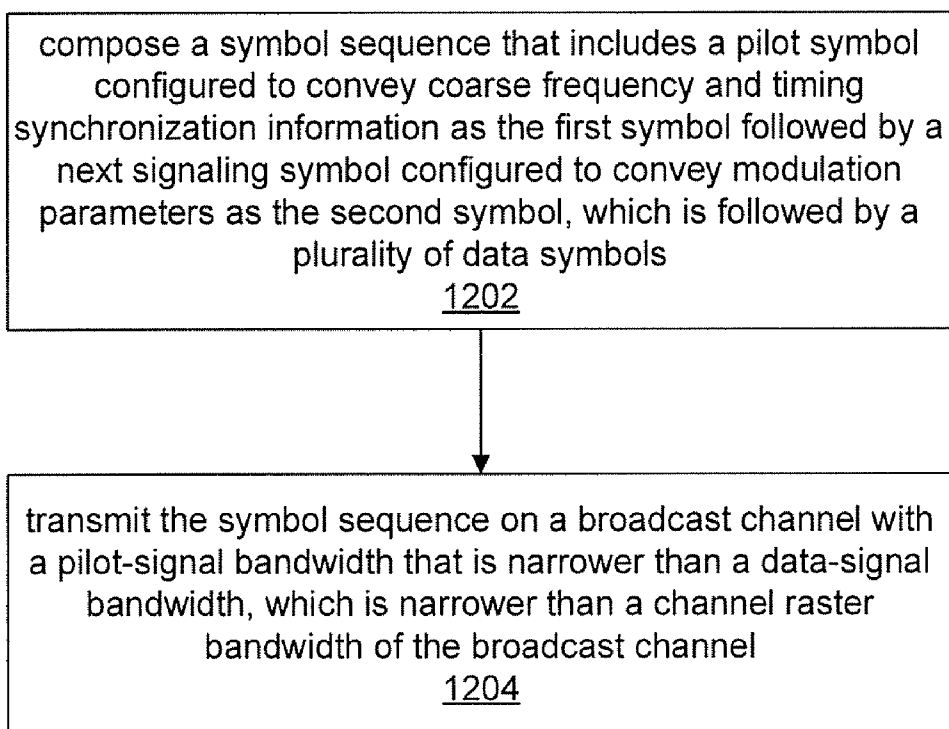 compose a symbol sequence that includes a pilot symbol
configured to convey coarse frequency and timing
synchronization information as the first symbol followed by a
next signaling symbol configured to convey modulation
parameters as the second symbol, which is followed by a
plurality of data symbols
1202
transmit the symbol sequence on a broadcast channel with
a pilot-signal bandwidth that is narrower than a data-signal
bandwidth, which is narrower than a channel raster
bandwidth of the broadcast channel
1204